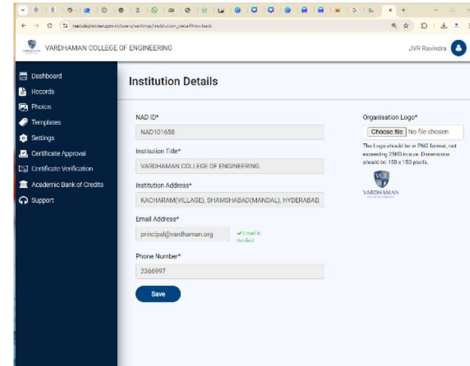 VARDHAMAN COLLEGE OF ENGINEERING
JVR Ravindra
Dashboard
Records
Photos
Templates
Settings
Certificate Approval
Certificate Verification
Academic Bank of Credits
Support
Institution Details
NAD ID*
NAD101658
Institution Title*
VARDHAMAN COLLEGE OF ENGINEERING
Institution Address*
KACHARAM(VILLAGE), SHAMSHABAD(MANDAL), HYDERABAD,
Email Address*
principal@vardhaman.org
Email is
Verified
Phone Number*
2366997
Save
Organisation Logo*
Choose file No file chosen
The Logo should be in PNG format, not
exceeding 25KB in size. Dimensions
should be 150 x 150 pixels.
VARDHAMAN